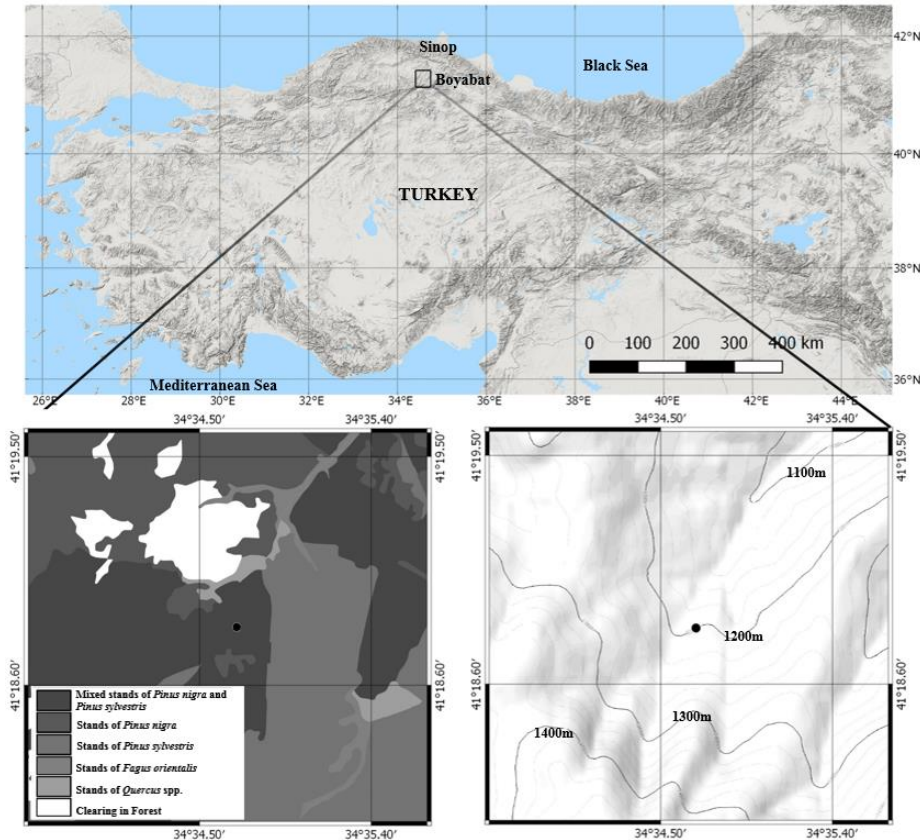 42°N
Sinop
Black Sea
Boyabat
40°N
TURKEY
38°N
0 100 200 300 400 km
36°N
Mediterranean Sea
26°E 28°E 30°E 32°E 34°E 36°E 38°E 40°E 42°E 44°E
34°34.50' 34°35.40'
41°19.50' 41°19.50'
41°18.60' 41°18.60'
Mixed stands of Pinus nigra and
Pinus sylvestris
Stands of Pinus nigra
Stands of Pinus sylvestris
Stands of Fagus orientalis
Stands of Quercus spp.
Clearing in Forest
34°34.50' 34°35.40'
34°34.50' 34°35.40'
41°19.50' 41°19.50'
1100m
1200m
41°18.60' 41°18.60'
1300m
1400m
34°34.50' 34°35.40'